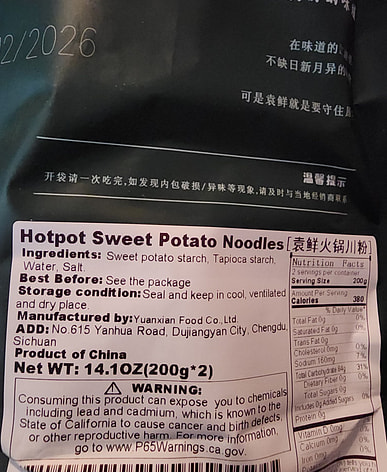 2/2026
在味道的
不缺日新月异的
可是袁鲜就是要守住
温馨提示
开袋请一次吃完,如发现内包破损/异味等现象,请及时与当地经销商联系
Hotpot Sweet Potato Noodles[袁鲜火锅川粉]
Ingredients: Sweet potato starch, Tapioca starch,
Water, Salt.
Best Before: See the package
Storage condition: Seal and keep in cool, ventilated
and dry place
Manufactured by: Yuanxian Food Co., Ltd.
ADD: No.615 Yanhua Road, Dujiangyan City, Chengdu,
Sichuan
Product of China
Net WT: 14.1OZ(200g*2)
WARNING:
Consuming this product can expose you to chemicals
including lead and cadmium, which is known to the
State of California to cause cancer and birth defects
or other reproductive harm. For more information,
go to www.P65Warnings.ca.gov.
Nutrition Facts
2 servings per container
Serving Size 200g
Amount Per Serving
Calories 380
% Daily Value*
Total Fat 0g
Saturated Fat 0g 0%
Trans Fat 0g
Cholesterol 0mg 0%
Sodium 160mg 7%
Total Carbohydrate 84g 31%
Dietary Fiber 0g 0%
Total Sugars 0g
Includes 0g Added Sugars 0%
Protein 0g
Vitamin D 0mg 0%
Calcium 0mg 0%
Iron 0mg 0%